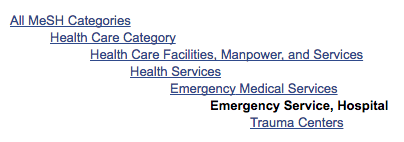 All MeSH Categories
Health Care Category
Health Care Facilities, Manpower, and Services
Health Services
Emergency Medical Services
Emergency Service, Hospital
Trauma Centers